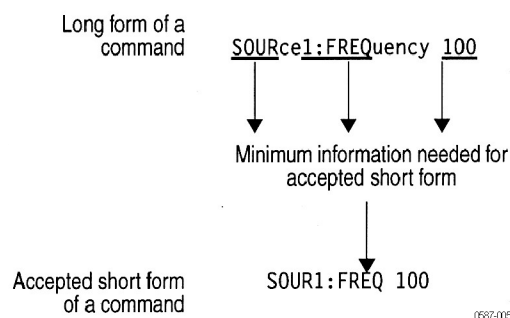 Long form of a
command
SOURce1:FREQuency 100
Minimum information needed for
accepted short form
Accepted short form
of a command
SOUR1:FREQ 100
0587-005